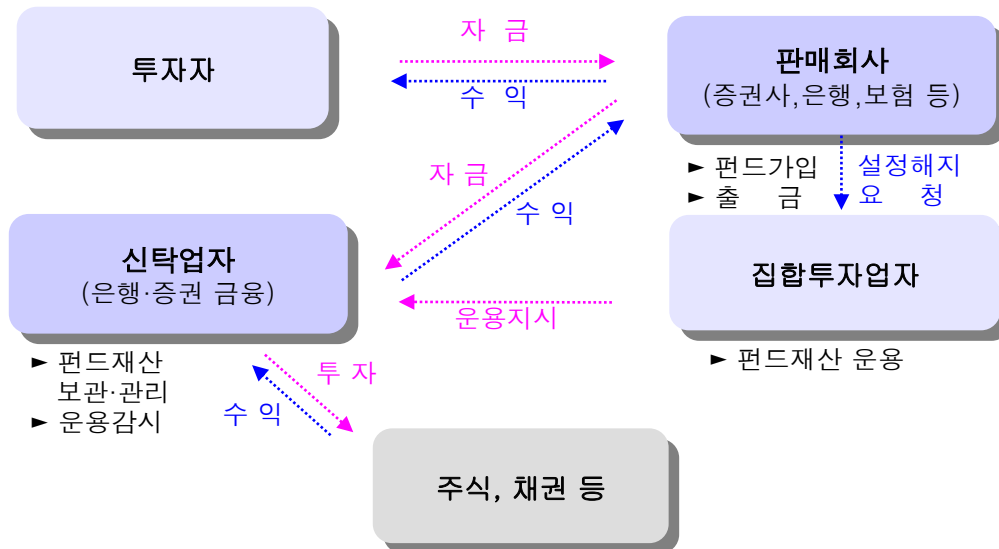 자 금
투자자
수 익
판매회사
(증권사,은행,보험 등)
자 금
수 익
► 펀드가입
► 출 금
설정해지
요 청
신탁업자
(은행·증권 금융)
집합투자업자
운용지시
► 펀드재산
보관·관리
► 운용감시
► 펀드재산 운용
투 자
수 익
주식, 채권 등